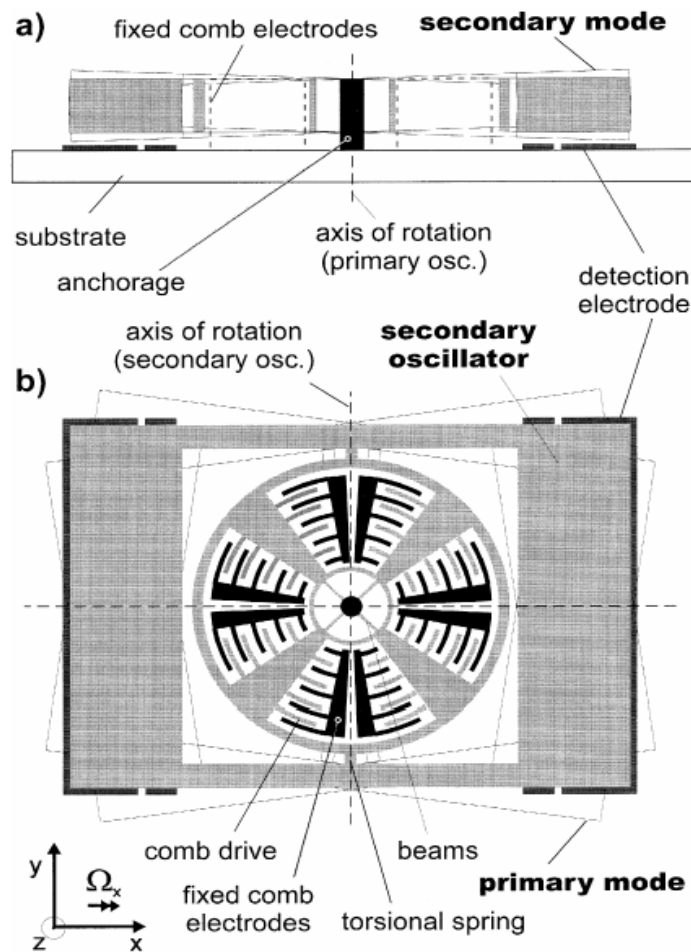 a)
fixed comb electrodes
secondary mode
substrate
anchorage
axis of rotation
(primary osc.)
detection
electrode
axis of rotation
(secondary osc.)
secondary
oscillator
b)
comb drive
fixed comb
electrodes
beams
torsional spring
primary mode
y
Ωx
z
x